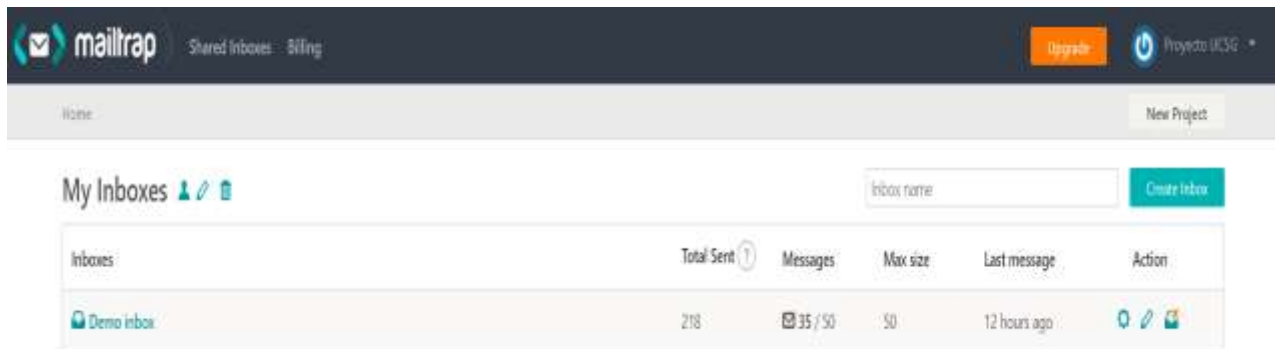 mailtrap Shared Inboxes Billing Upgrade Proyecto UCSG
Home New Project
My Inboxes Inbox name Create Inbox
Inboxes Total Sent ? Messages Max size Last message Action
Demo inbox 218 35 / 50 50 12 hours ago